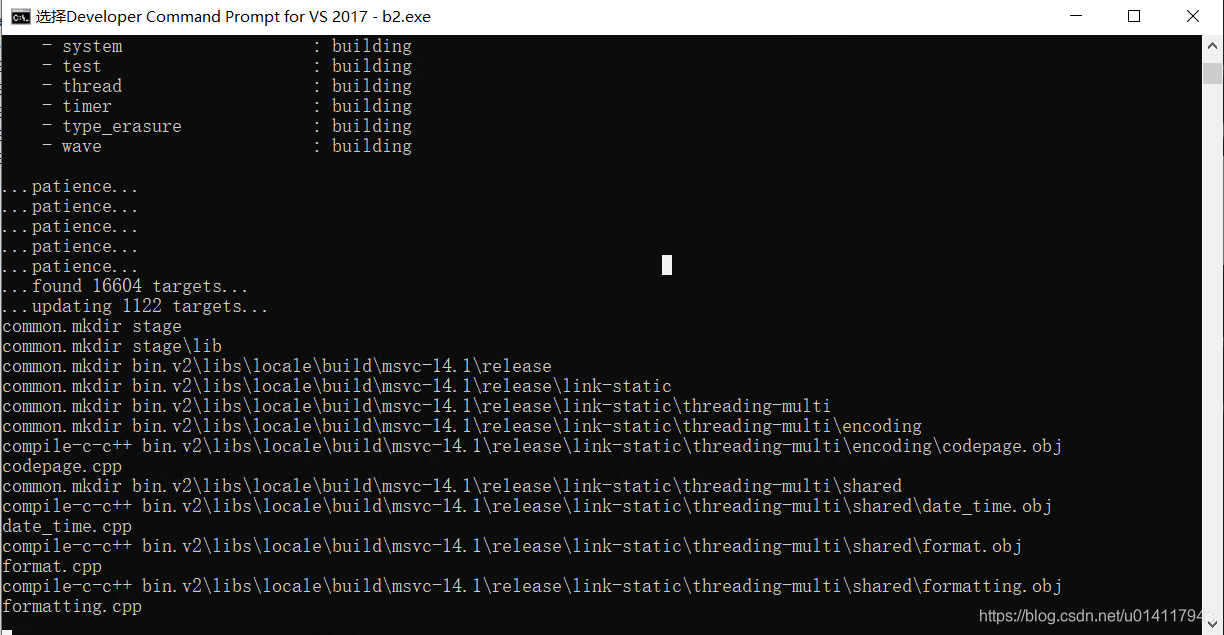 选择Developer Command Prompt for VS 2017 - b2.exe
- system : building
- test : building
- thread : building
- timer : building
- type_erasure : building
- wave : building
...patience...
...patience...
...patience...
...patience...
...patience...
...found 16604 targets...
...updating 1122 targets...
common.mkdir stage
common.mkdir stage\lib
common.mkdir bin.v2\libs\locale\build\msvc-14.1\release
common.mkdir bin.v2\libs\locale\build\msvc-14.1\release\link-static
common.mkdir bin.v2\libs\locale\build\msvc-14.1\release\link-static\threading-multi
common.mkdir bin.v2\libs\locale\build\msvc-14.1\release\link-static\threading-multi\encoding
compile-c-c++ bin.v2\libs\locale\build\msvc-14.1\release\link-static\threading-multi\encoding\codepage.obj
codepage.cpp
common.mkdir bin.v2\libs\locale\build\msvc-14.1\release\link-static\threading-multi\shared
compile-c-c++ bin.v2\libs\locale\build\msvc-14.1\release\link-static\threading-multi\shared\date_time.obj
date_time.cpp
compile-c-c++ bin.v2\libs\locale\build\msvc-14.1\release\link-static\threading-multi\shared\format.obj
format.cpp
compile-c-c++ bin.v2\libs\locale\build\msvc-14.1\release\link-static\threading-multi\shared\formatting.obj
formatting.cpp
https://blog.csdn.net/u014117943